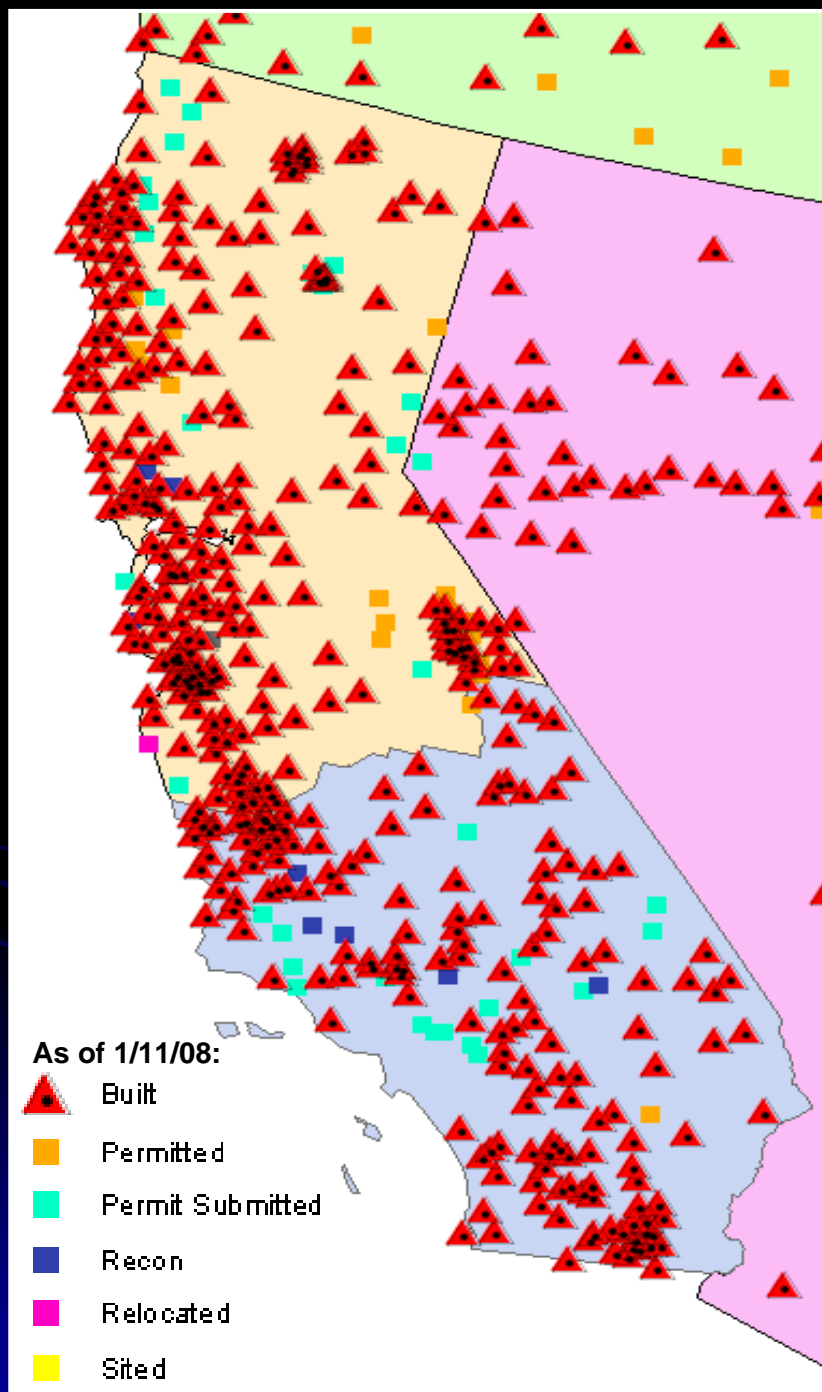 As of 1/11/08:
Built
Permitted
Permit Submitted
Recon
Relocated
Sited